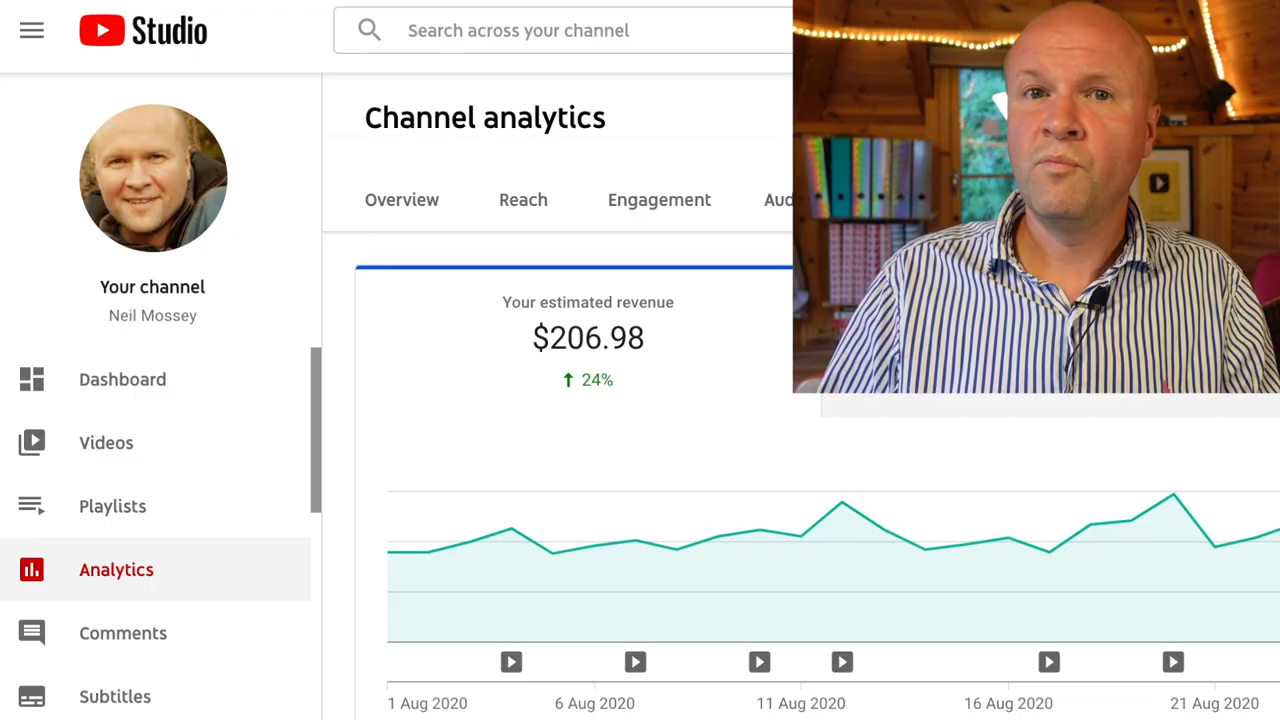 Studio
Search across your channel
Channel analytics
Overview Reach Engagement Aud
Your channel
Neil Mossey
Your estimated revenue
$206.98
24%
Dashboard
Videos
Playlists
Analytics
Comments
Subtitles
1 Aug 2020 6 Aug 2020 11 Aug 2020 16 Aug 2020 21 Aug 2020